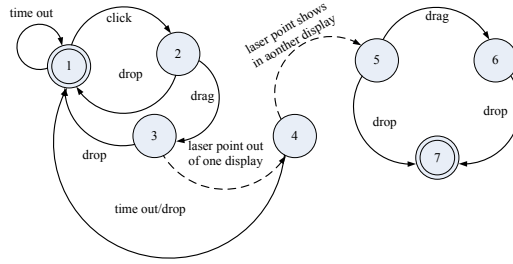 time out
click
1
2
drop
drag
3
drop
laser point out
of one display
4
time out/drop
laser point shows
in aonther display
5
drag
6
drop
drop
7